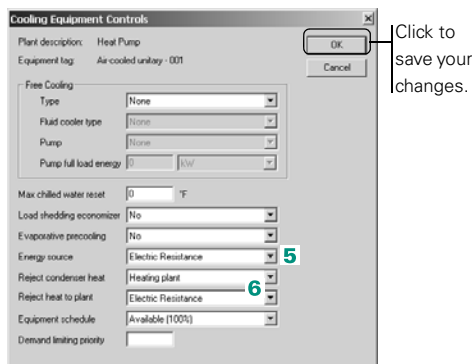 Cooling Equipment Controls
Plant description: Heat Pump
OK
Equipment tag: Air-cooled unitary - 001
Cancel
Free Cooling
Type None
Fluid cooler type None
Pump None
Pump full load energy 0 kW
Max chilled water reset 0 °F
Load shedding economizer No
Evaporative precooling No
Energy source Electric Resistance 5
Reject condenser heat Heating plant
6
Reject heat to plant Electric Resistance
Equipment schedule Available (100%)
Demand limiting priority
Click to
save your
changes.